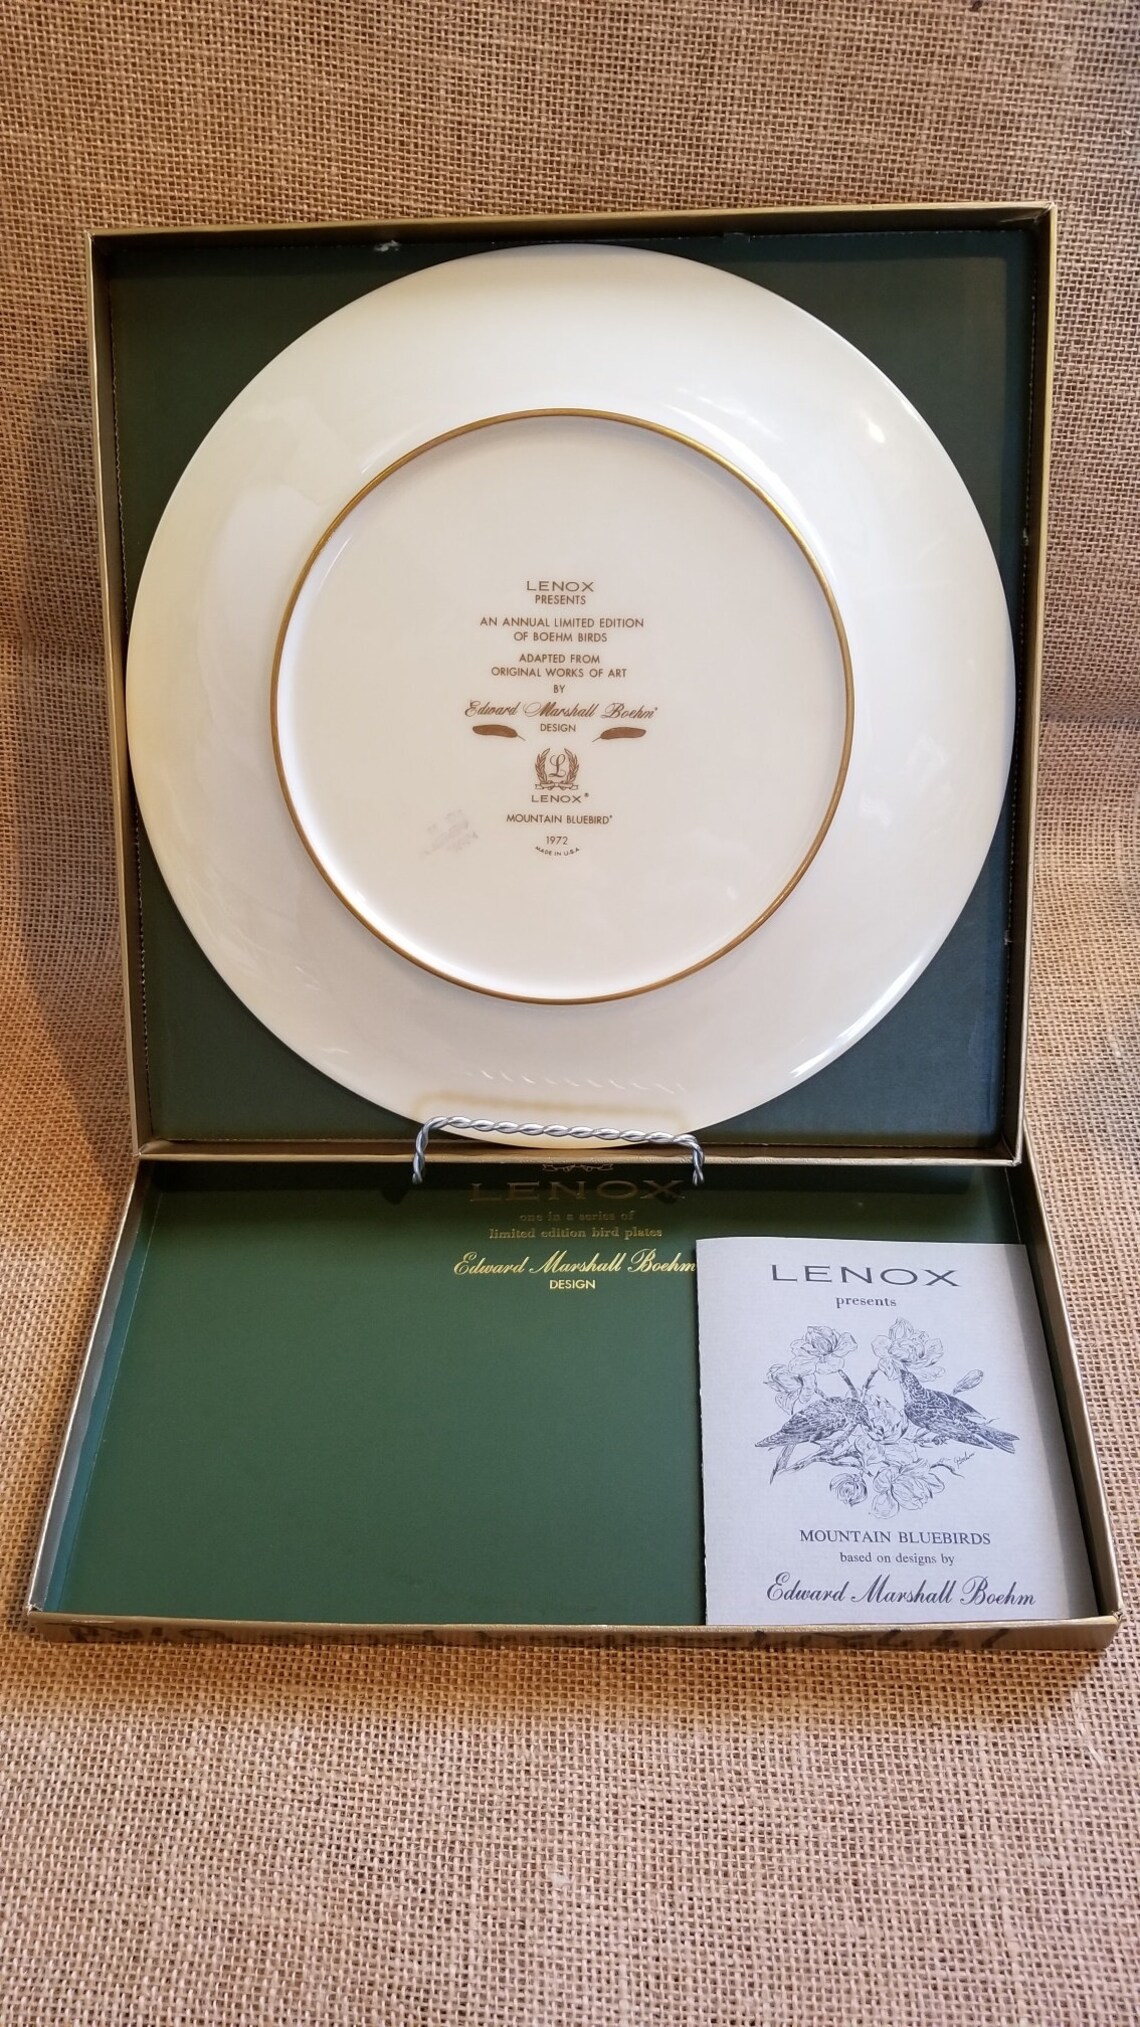 LENOX
PRESENTS
AN ANNUAL LIMITED EDITION
OF BOEHM BIRDS
ADAPTED FROM
ORIGINAL WORKS OF ART
BY
Edward Marshall Boehm®
DESIGN
L
LENOX®
MOUNTAIN BLUEBIRD*
1972
MADE IN U.S.A.
LENOX
one in a series of
limited edition bird plates
Edward Marshall Boehm
DESIGN
LENOX
presents
Boehm
MOUNTAIN BLUEBIRDS
based on designs by
Edward Marshall Boehm